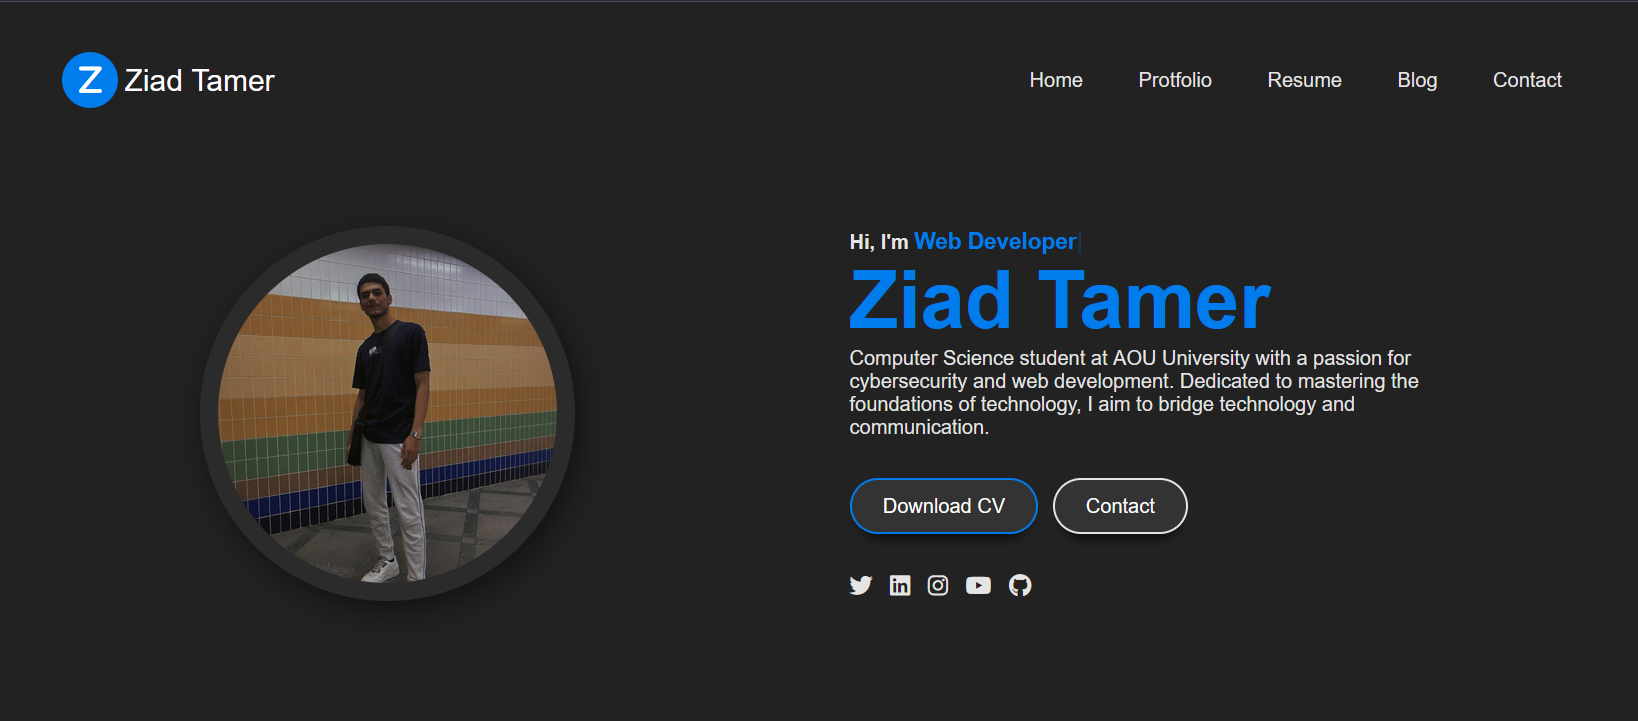 Z Ziad Tamer
Home Protfolio Resume Blog Contact
Hi, I'm Web Developer
Ziad Tamer
Computer Science student at AOU University with a passion for
cybersecurity and web development. Dedicated to mastering the
foundations of technology, I aim to bridge technology and
communication.
Download CV Contact
in